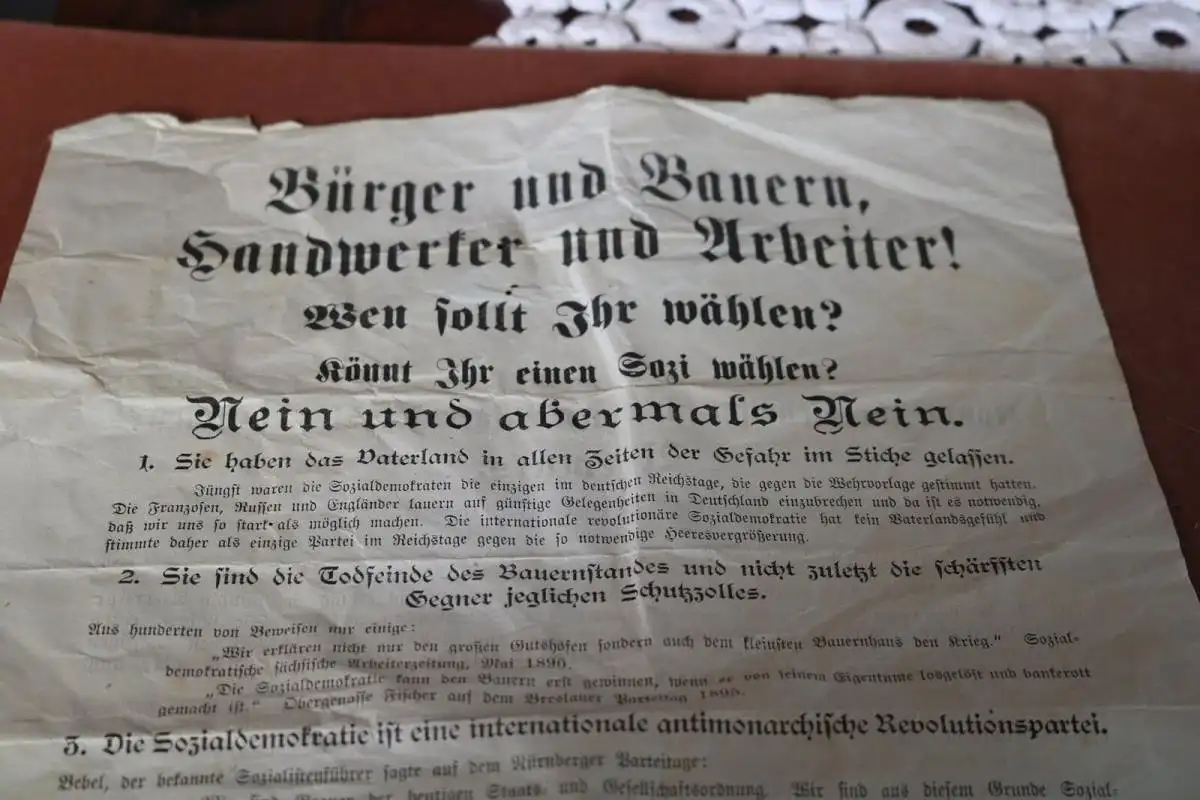 Bürger und Bauern,
Handwerker und Arbeiter!
Wen sollt Ihr wählen?
Könnt Ihr einen Sozi wählen?
Nein und abermals Nein.
1. Sie haben das Vaterland in allen Zeiten der Gefahr im Stiche gelassen.
Jüngst waren die Sozialdemokraten die einzigen im deutschen Reichstage, die gegen die Wehrvorlage gestimmt hatten.
Die Franzosen, Russen und Engländer lauern auf günstige Gelegenheiten in Deutschland einzubrechen und da ist es notwendig,
daß wir uns so stark als möglich machen. Die internationale revolutionäre Sozialdemokratie hat kein Vaterlandsgefühl und
stimmte daher als einzige Partei im Reichstage gegen die so notwendige Heeresvergrößerung.
2. Sie sind die Todfeinde des Bauernstandes und nicht zuletzt die schärfsten
Gegner jeglichen Schutzzolles.
Aus hunderten von Beweisen nur einige:
„Wir erklären nicht nur den großen Gutshöfen sondern auch dem kleinsten Bauernhaus den Krieg.“ Sozial-
demokratische sächsische Arbeiterzeitung, Mai 1890.
„Die Sozialdemokratie kann den Bauern erst gewinnen, wenn er von seinem Eigentume losgelöst und bankerott
gemacht ist.“ Obergenosse Fischer auf dem Breslauer Parteitag
3. Die Sozialdemokratie ist eine internationale antimonarchische Revolutionspartei.
Bebel, der bekannte Sozialistenführer sagte auf dem Nürnberger Parteitage:
Wir sind Gegner der heutigen Staats- und Gesellschaftsordnung. Wir sind aus diesem Grunde Sozial-